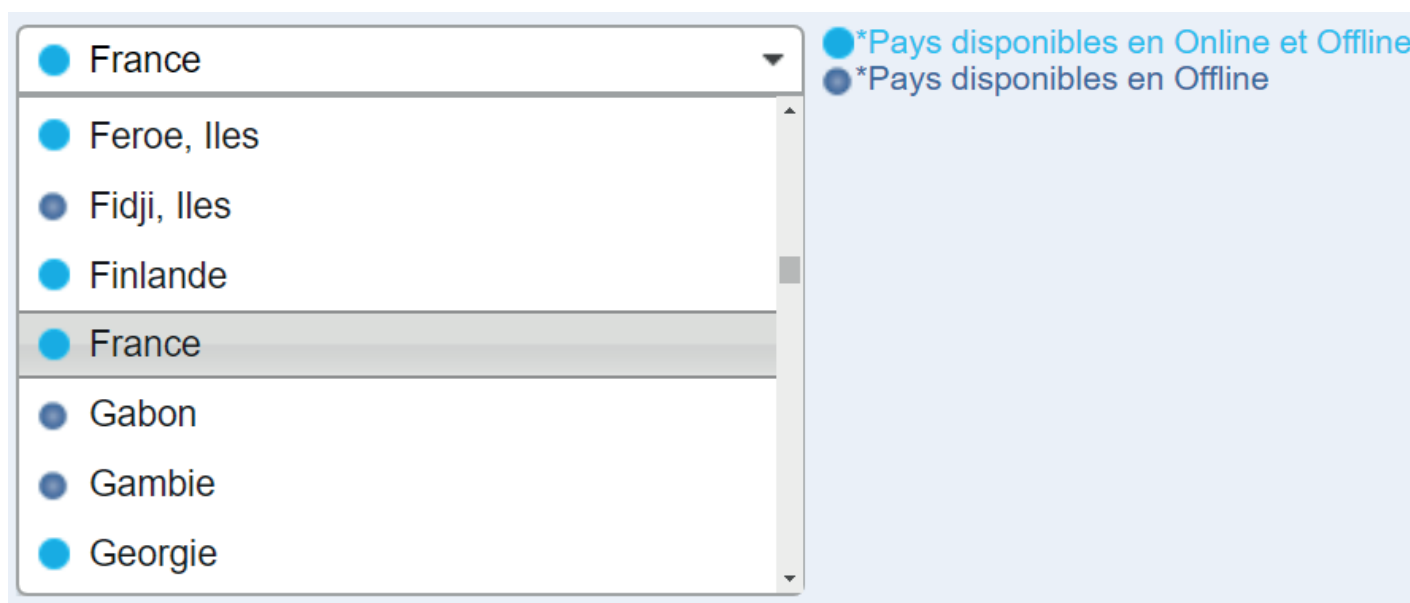 France
*Pays disponibles en Online et Offline
*Pays disponibles en Offline
Feroe, Iles
Fidji, Iles
Finlande
France
Gabon
Gambie
Georgie